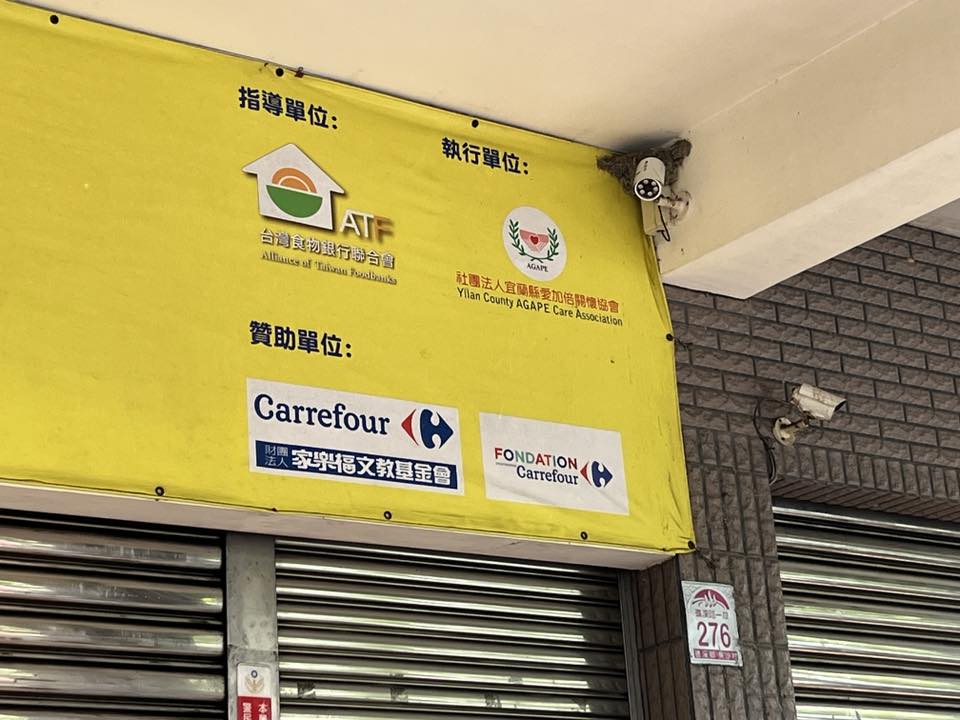 指導單位:
ATF
台灣食物銀行聯合會
Alliance of Taiwan Foodbanks
執行單位:
AGAPE
社團法人宜蘭縣愛加倍關懷協會
Yilan County AGAPE Care Association
贊助單位:
Carrefour
財團法人 家樂福文教基金會
FONDATION
Carrefour
276